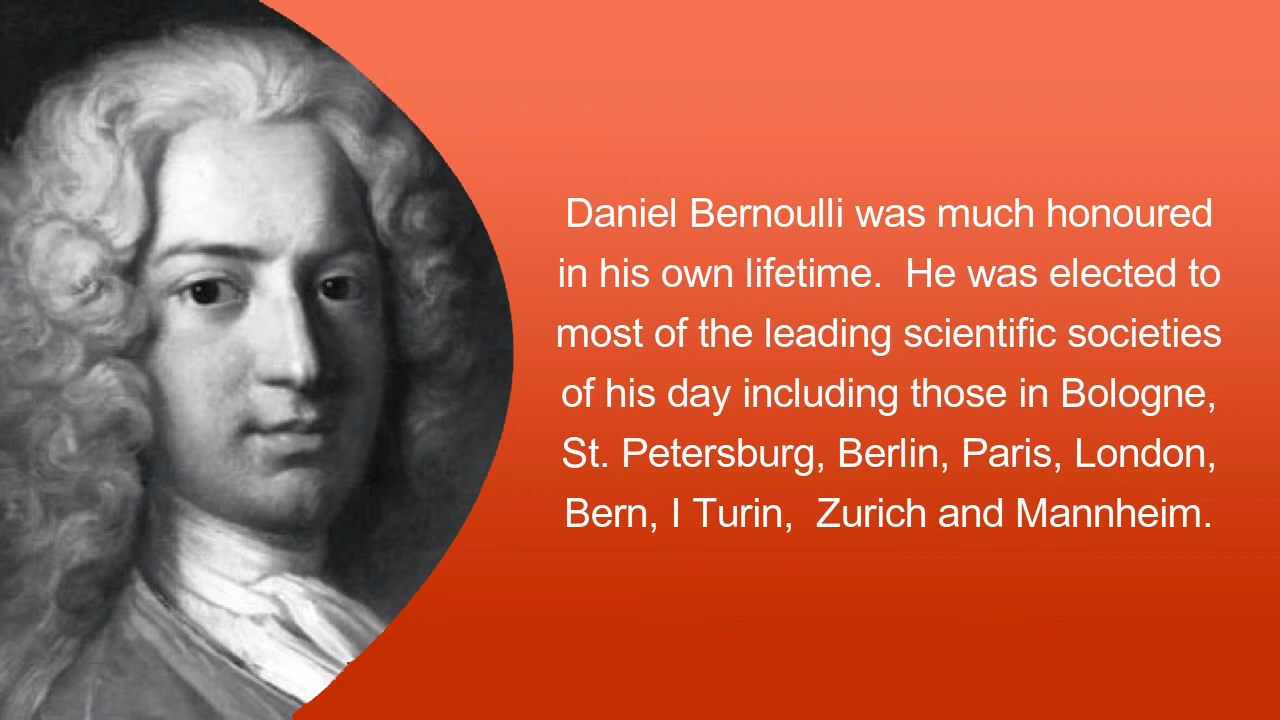 Daniel Bernoulli was much honoured
in his own lifetime.  He was elected to
most of the leading scientific societies
of his day including those in Bologne,
St. Petersburg, Berlin, Paris, London,
Bern, I Turin,  Zurich and Mannheim.